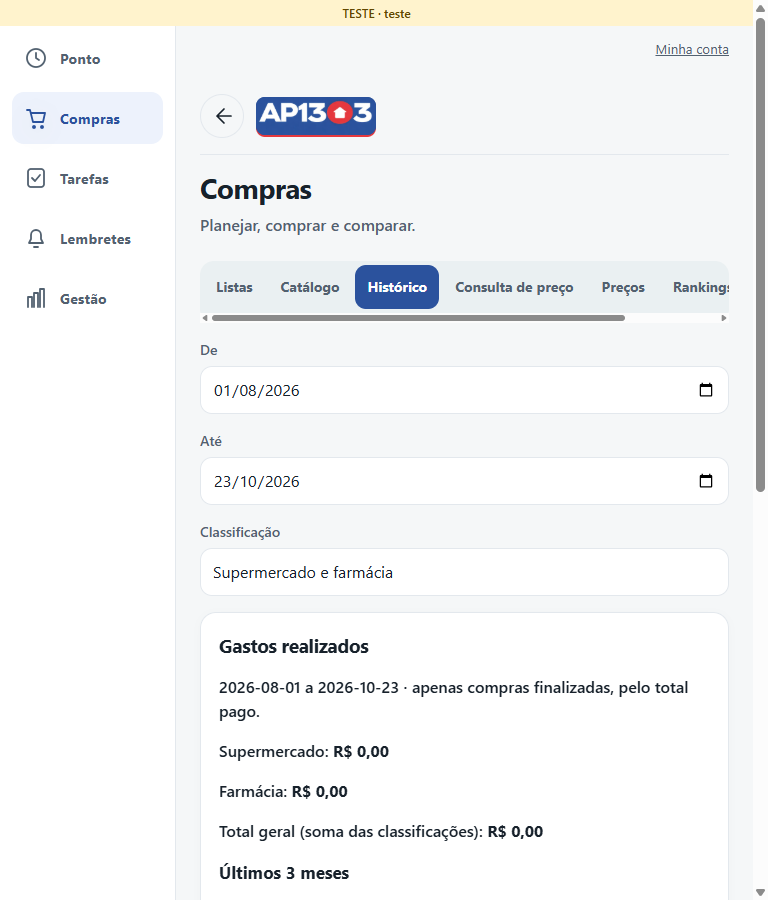 TESTE · teste
Ponto
Compras
Tarefas
Lembretes
Gestão
Minha conta
AP1303
Compras
Planejar, comprar e comparar.
Listas
Catálogo
Histórico
Consulta de preço
Preços
Rankings
De
01/08/2026
Até
23/10/2026
Classificação
Supermercado e farmácia
Gastos realizados
2026-08-01 a 2026-10-23 · apenas compras finalizadas, pelo total
pago.
Supermercado: R$ 0,00
Farmácia: R$ 0,00
Total geral (soma das classificações): R$ 0,00
Últimos 3 meses